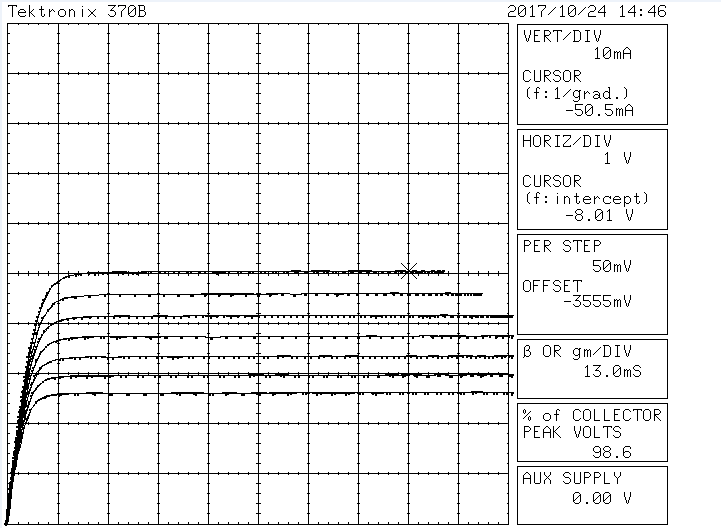 Tektronix 370B
2017/10/24 14:46
VERT/DIV
10mA
CURSOR
(f:1/grad.)
-50.5mA
HORIZ/DIV
1 V
CURSOR
(f:intercept)
-8.01 V
PER STEP
50mV
OFFSET
-3555mV
β OR gm/DIV
13.0mS
% of COLLECTOR
PEAK VOLTS
98.6
AUX SUPPLY
0.00 V